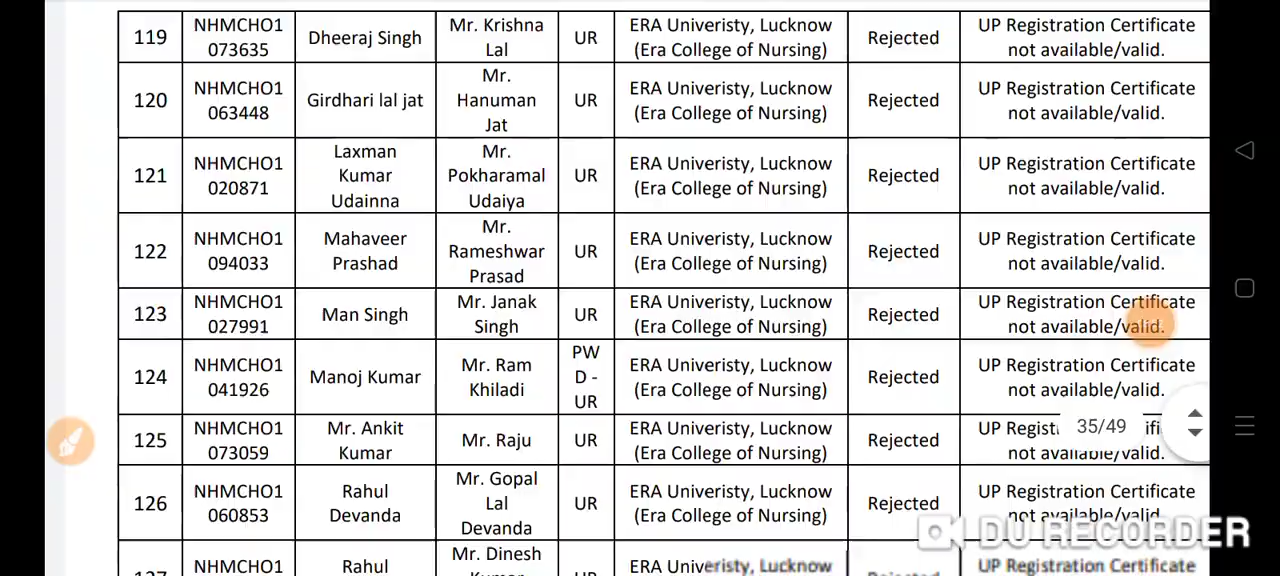 119 NHMCHO1 073635 Dheeraj Singh Mr. Krishna Lal UR ERA Univeristy, Lucknow (Era College of Nursing) Rejected UP Registration Certificate not available/valid.
120 NHMCHO1 063448 Girdhari lal jat Mr. Hanuman Jat UR ERA Univeristy, Lucknow (Era College of Nursing) Rejected UP Registration Certificate not available/valid.
121 NHMCHO1 020871 Laxman Kumar Udainna Mr. Pokharamal Udaiya UR ERA Univeristy, Lucknow (Era College of Nursing) Rejected UP Registration Certificate not available/valid.
122 NHMCHO1 094033 Mahaveer Prashad Mr. Rameshwar Prasad UR ERA Univeristy, Lucknow (Era College of Nursing) Rejected UP Registration Certificate not available/valid.
123 NHMCHO1 027991 Man Singh Mr. Janak Singh UR ERA Univeristy, Lucknow (Era College of Nursing) Rejected UP Registration Certificate not available/valid.
124 NHMCHO1 041926 Manoj Kumar Mr. Ram Khiladi PW D - UR ERA Univeristy, Lucknow (Era College of Nursing) Rejected UP Registration Certificate not available/valid.
35/49
125 NHMCHO1 073059 Mr. Ankit Kumar Mr. Raju UR ERA Univeristy, Lucknow (Era College of Nursing) Rejected UP not available/valid.
126 NHMCHO1 060853 Rahul Devanda Mr. Gopal Lal Devanda UR ERA Univeristy, Lucknow (Era College of Nursing) Rejected UP Registration Certificate not available/valid.
DU RECORDER
NHMCHO1 Rahul Mr. Dinesh UR ERA Univeristy, Lucknow UP Registration Certificate